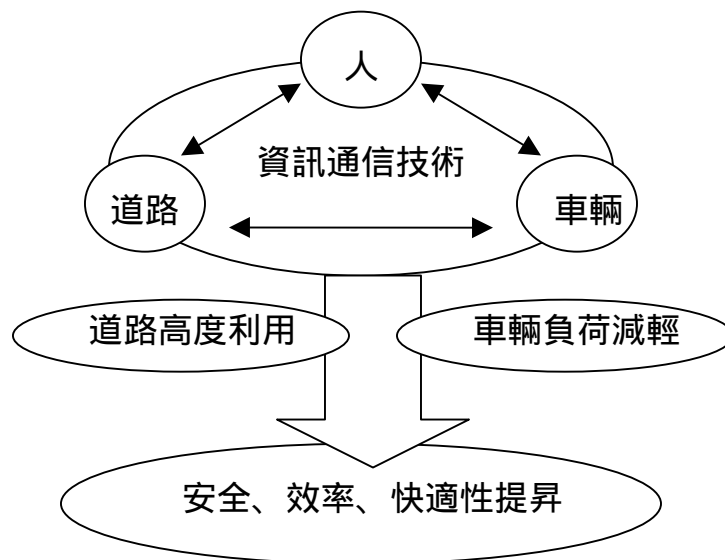 人
資訊通信技術
道路
車輛
道路高度利用
車輛負荷減輕
安全、效率、快適性提昇